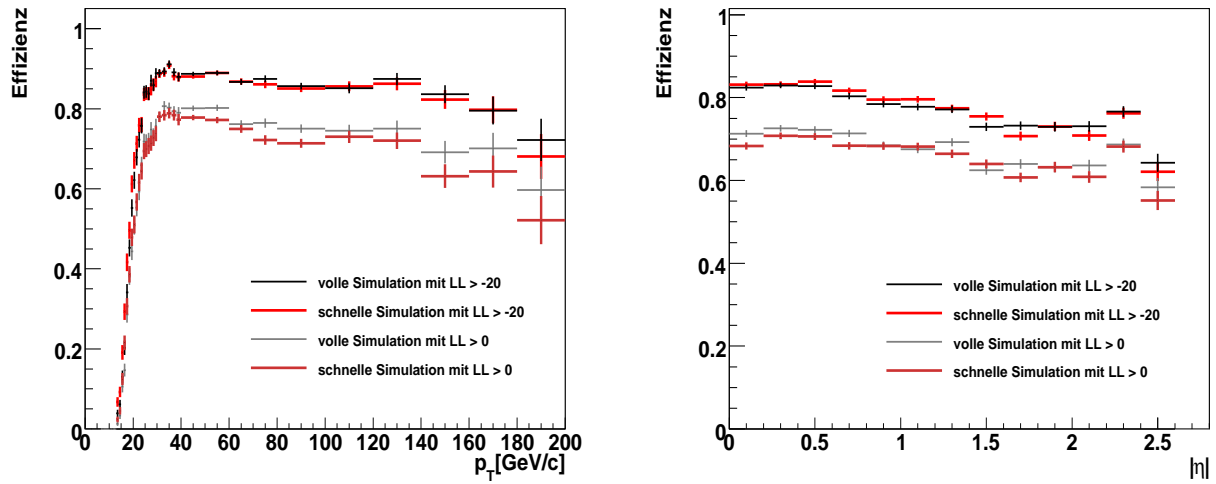 Effizienz
1
0.8
0.6
0.4
0.2
0
0 20 40 60 80 100 120 140 160 180 200
p_T[GeV/c]
volle Simulation mit LL > -20
schnelle Simulation mit LL > -20
volle Simulation mit LL > 0
schnelle Simulation mit LL > 0
Effizienz
1
0.8
0.6
0.4
0.2
0
0 0.5 1 1.5 2 2.5
|η|
volle Simulation mit LL > -20
schnelle Simulation mit LL > -20
volle Simulation mit LL > 0
schnelle Simulation mit LL > 0